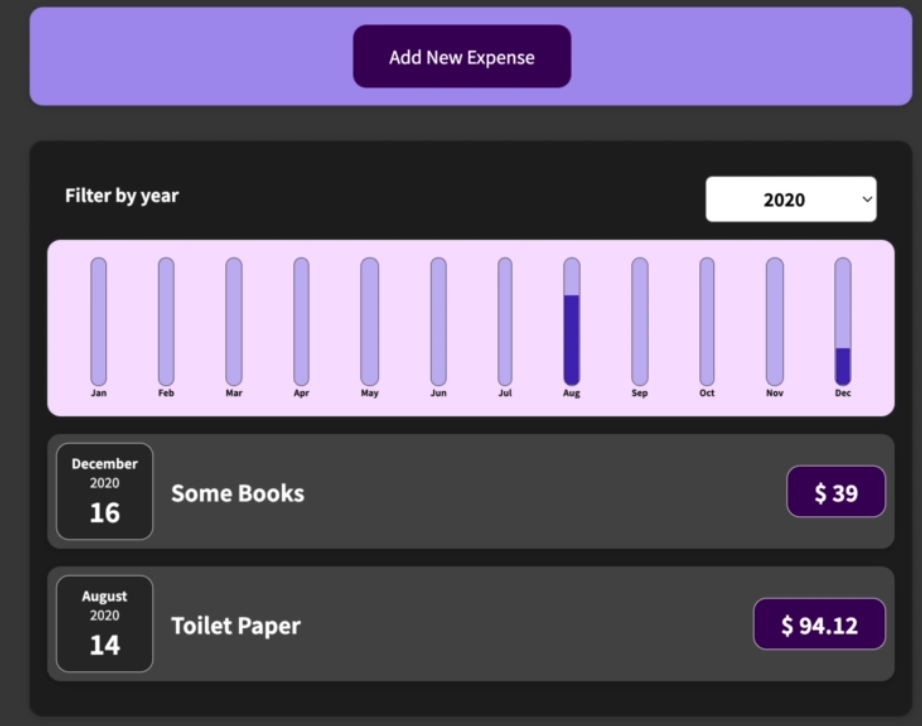 Add New Expense
Filter by year
2020
Jan Feb Mar Apr May Jun Jul Aug Sep Oct Nov Dec
December
2020
16
Some Books
$ 39
August
2020
14
Toilet Paper
$ 94.12